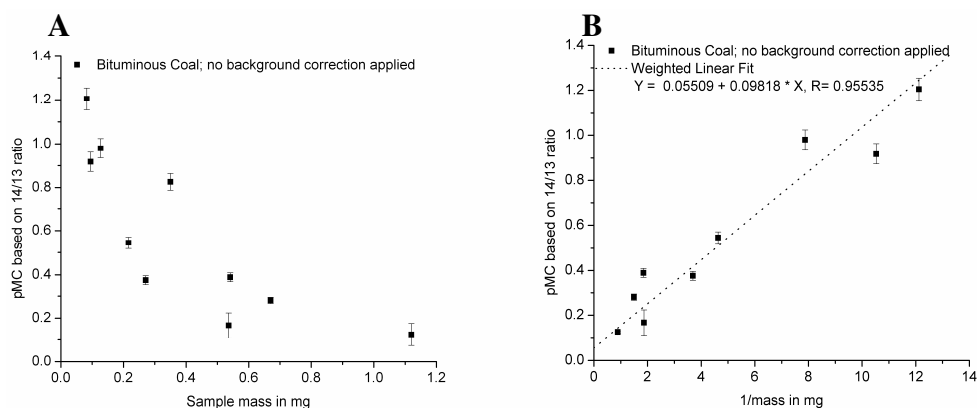 A
Bituminous Coal; no background correction applied
1.4
1.2
1.0
0.8
0.6
0.4
0.2
0.0
pMC based on 14/13 ratio
0.0 0.2 0.4 0.6 0.8 1.0 1.2
Sample mass in mg
B
Bituminous Coal; no background correction applied
Weighted Linear Fit
Y = 0.05509 + 0.09818 * X, R= 0.95535
1.4
1.2
1.0
0.8
0.6
0.4
0.2
0.0
pMC based on 14/13 ratio
0 2 4 6 8 10 12 14
1/mass in mg